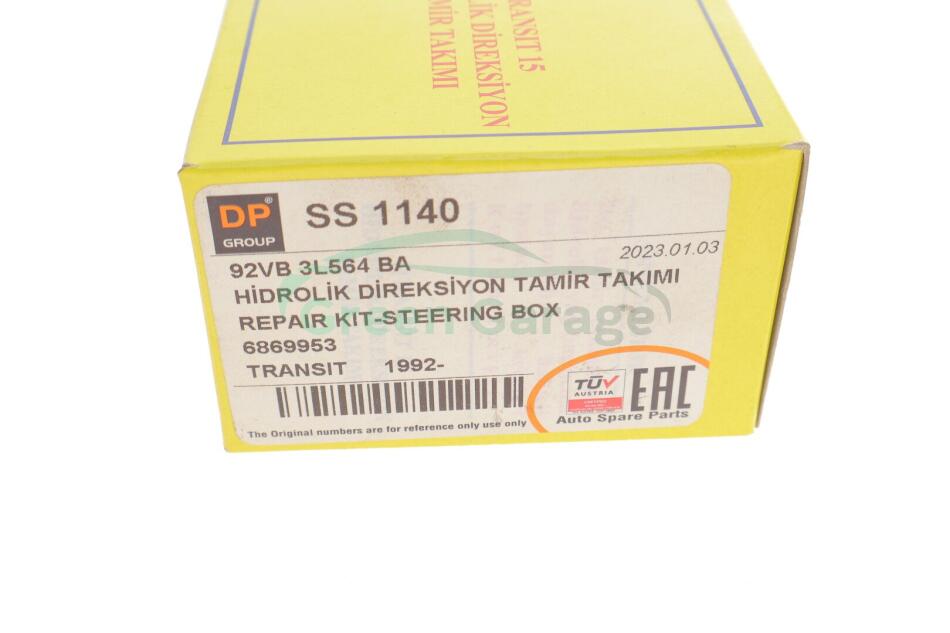 RANSIT 15
LİK DİREKSİYON
MİR TAKIMI
DP®
GROUP
SS 1140
2023.01.03
92VB 3L564 BA
HİDROLİK DİREKSİYON TAMİR TAKIMI
REPAIR KIT-STEERING BOX
6869953
TRANSIT 1992-
Green Garage
TÜV
AUSTRIA
EAC
Auto Spare Parts
The Original numbers are for reference only use only